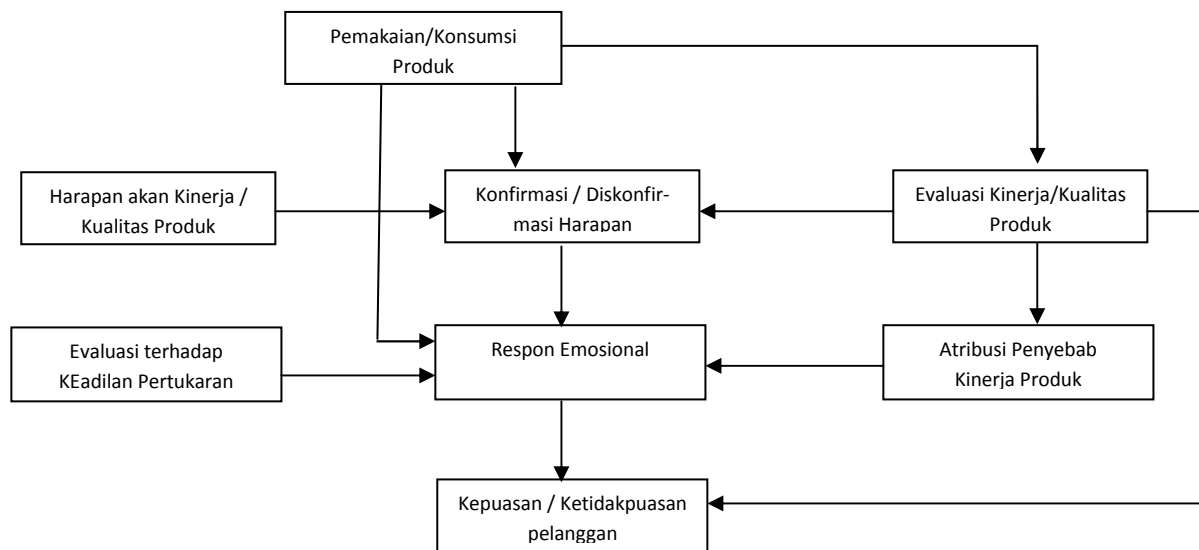 Pemakaian/Konsumsi
Produk
Harapan akan Kinerja /
Kualitas Produk
Konfirmasi / Diskonfir-
masi Harapan
Evaluasi Kinerja/Kualitas
Produk
Evaluasi terhadap
KEadilan Pertukaran
Respon Emosional
Atribusi Penyebab
Kinerja Produk
Kepuasan / Ketidakpuasan
pelanggan